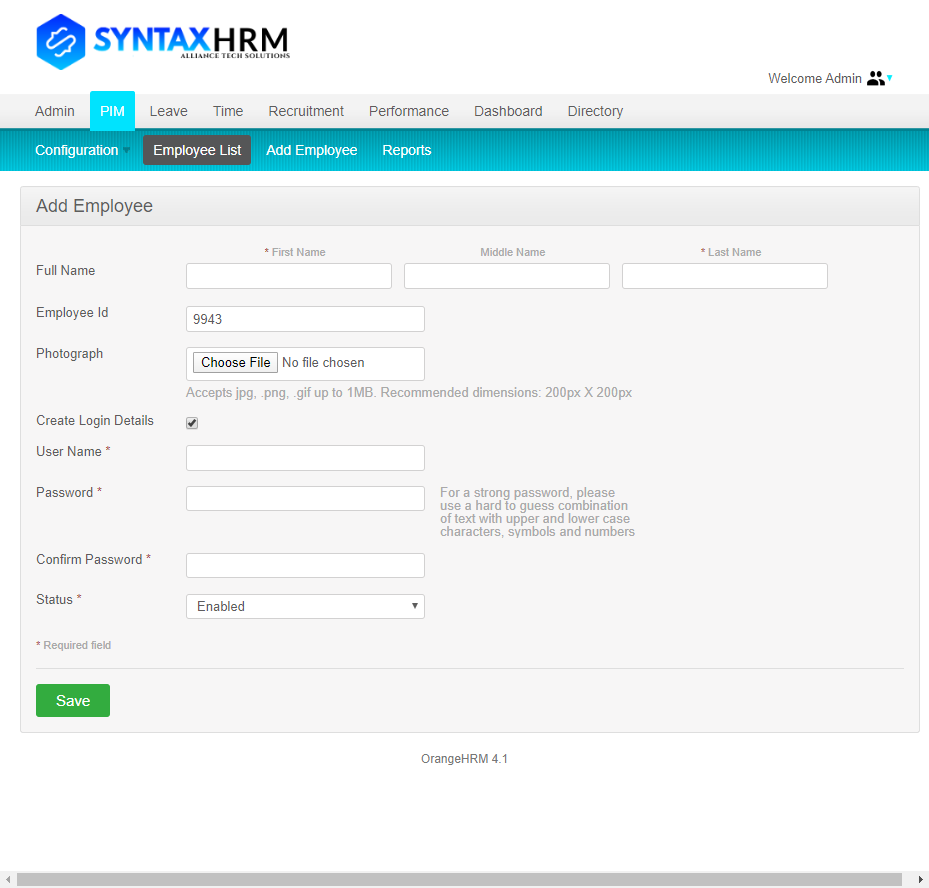 SYNTAXHRM
ALLIANCE TECH SOLUTIONS
Welcome Admin
Admin PIM Leave Time Recruitment Performance Dashboard Directory
Configuration Employee List Add Employee Reports
Add Employee
* First Name Middle Name * Last Name
Full Name
Employee Id 9943
Photograph Choose File No file chosen
Accepts jpg, .png, .gif up to 1MB. Recommended dimensions: 200px X 200px
Create Login Details
User Name *
Password * For a strong password, please
use a hard to guess combination
of text with upper and lower case
characters, symbols and numbers
Confirm Password *
Status * Enabled
* Required field
Save
OrangeHRM 4.1